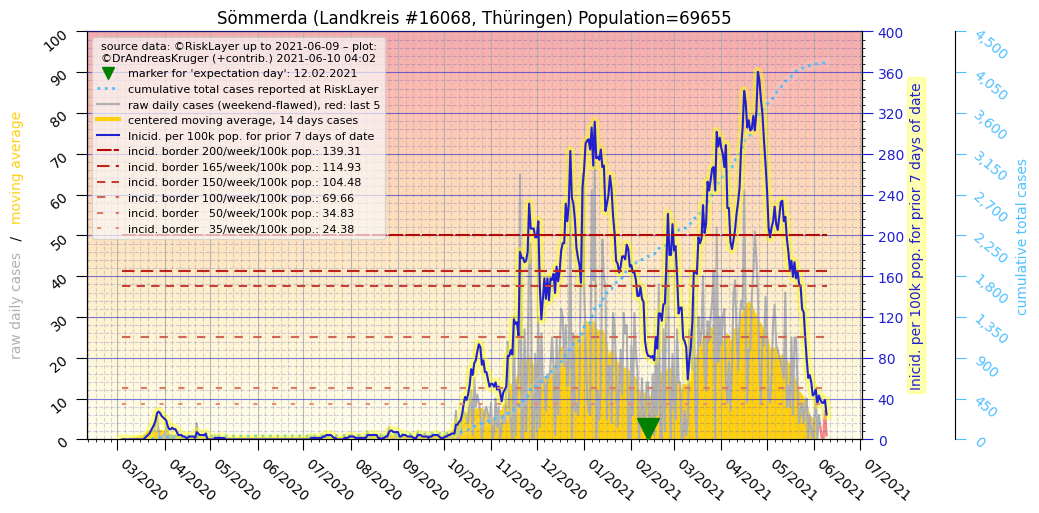 Sömmerda (Landkreis #16068, Thüringen) Population=69655
source data: ©RiskLayer up to 2021-06-09 – plot:
©DrAndreasKruger (+contrib.) 2021-06-10 04:02
marker for 'expectation day': 12.02.2021
cumulative total cases reported at RiskLayer
raw daily cases (weekend-flawed), red: last 5
centered moving average, 14 days cases
Inicid. per 100k pop. for prior 7 days of date
incid. border 200/week/100k pop.: 139.31
incid. border 165/week/100k pop.: 114.93
incid. border 150/week/100k pop.: 104.48
incid. border 100/week/100k pop.: 69.66
incid. border   50/week/100k pop.: 34.83
incid. border   35/week/100k pop.: 24.38
raw daily cases / moving average
100
90
80
70
60
50
40
30
20
10
0
400
360
320
280
240
200
160
120
80
40
0
Inicid. per 100k pop. for prior 7 days of date
4,500
4,050
3,600
3,150
2,700
2,250
1,800
1,350
900
450
0
cumulative total cases
03/2020
04/2020
05/2020
06/2020
07/2020
08/2020
09/2020
10/2020
11/2020
12/2020
01/2021
02/2021
03/2021
04/2021
05/2021
06/2021
07/2021